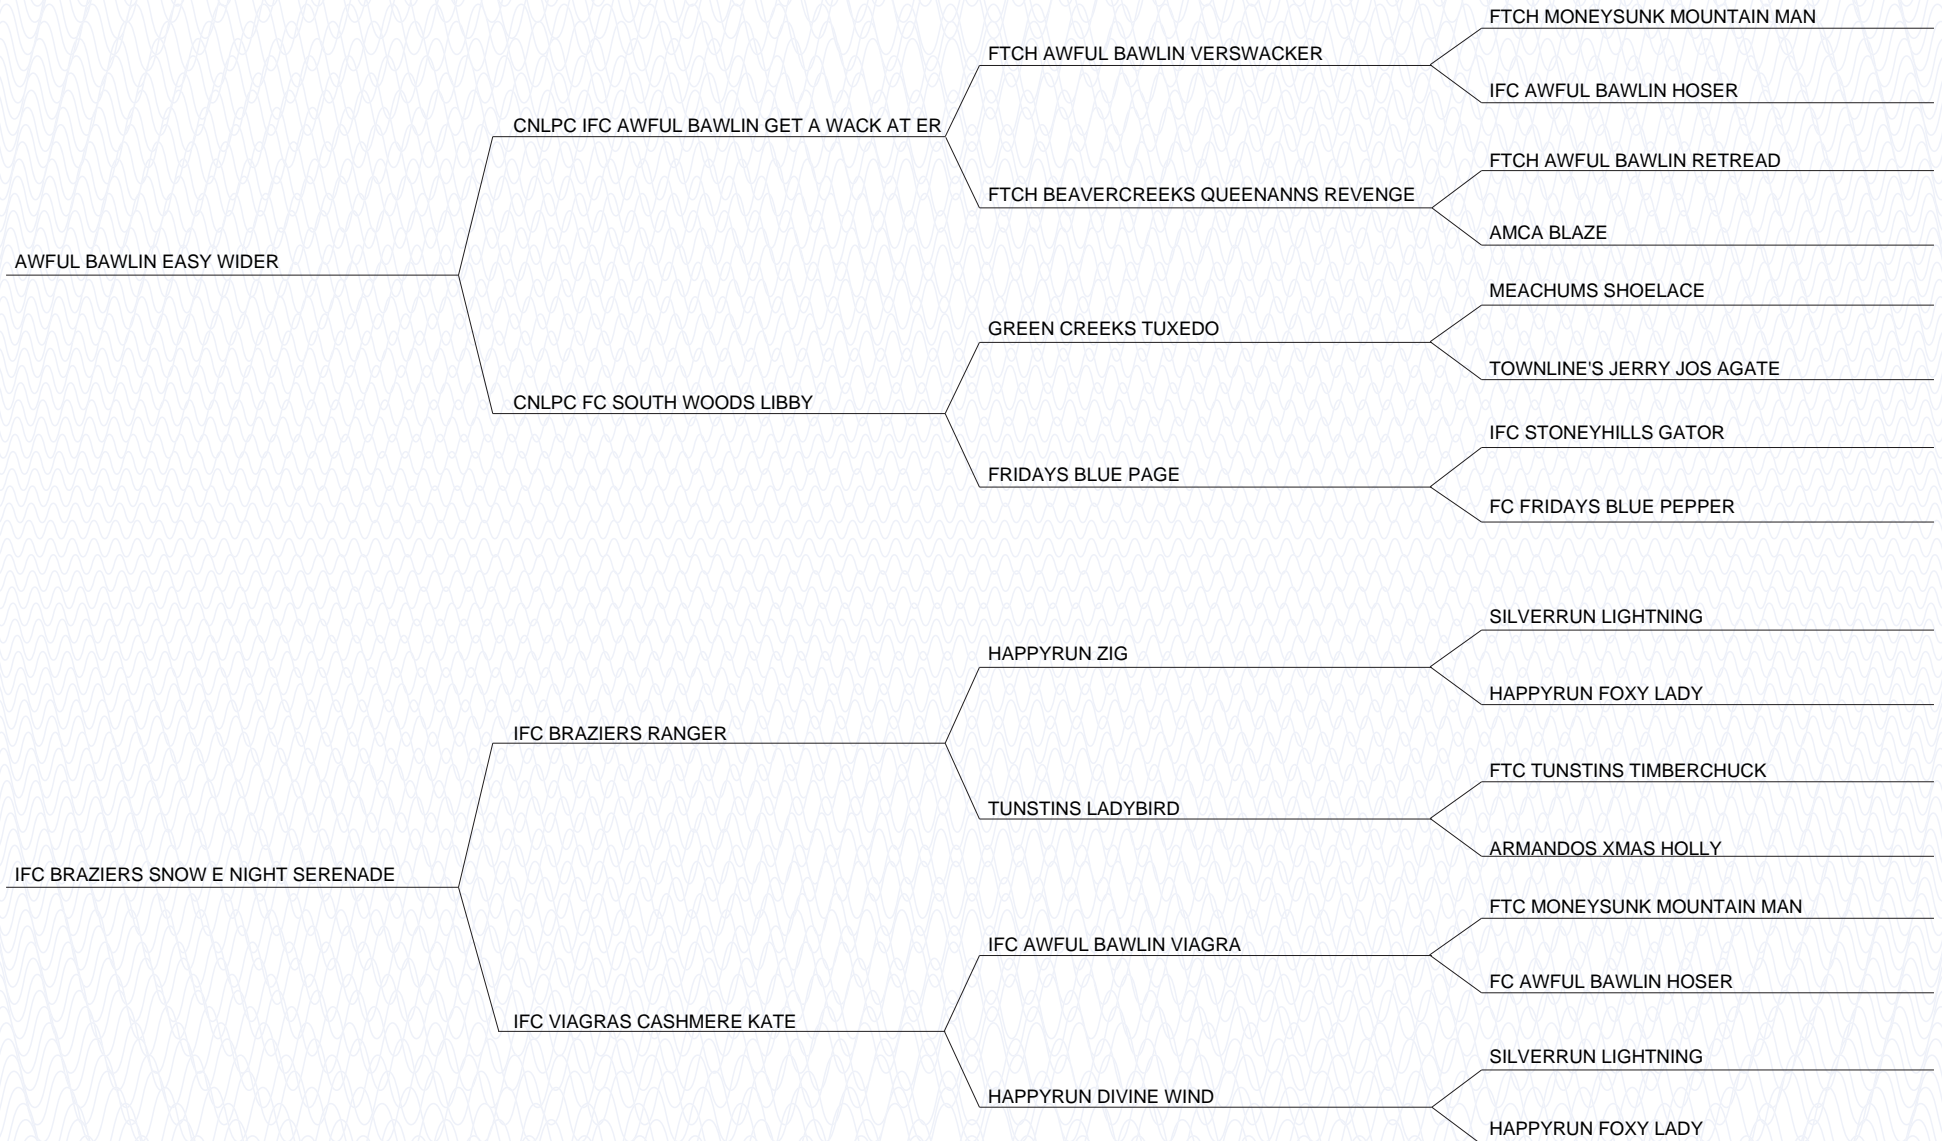 FTCH MONEYSUNK MOUNTAIN MAN
FTCH AWFUL BAWLIN VERSWACKER
IFC AWFUL BAWLIN HOSER
CNLPC IFC AWFUL BAWLIN GET A WACK AT ER
FTCH AWFUL BAWLIN RETREAD
FTCH BEAVERCREEKS QUEENANNS REVENGE
AMCA BLAZE
AWFUL BAWLIN EASY WIDER
MEACHUMS SHOELACE
GREEN CREEKS TUXEDO
TOWNLINE'S JERRY JOS AGATE
CNLPC FC SOUTH WOODS LIBBY
IFC STONEYHILLS GATOR
FRIDAYS BLUE PAGE
FC FRIDAYS BLUE PEPPER
SILVERRUN LIGHTNING
HAPPYRUN ZIG
HAPPYRUN FOXY LADY
IFC BRAZIERS RANGER
FTC TUNSTINS TIMBERCHUCK
TUNSTINS LADYBIRD
ARMANDOS XMAS HOLLY
IFC BRAZIERS SNOW E NIGHT SERENADE
FTC MONEYSUNK MOUNTAIN MAN
IFC AWFUL BAWLIN VIAGRA
FC AWFUL BAWLIN HOSER
IFC VIAGRAS CASHMERE KATE
SILVERRUN LIGHTNING
HAPPYRUN DIVINE WIND
HAPPYRUN FOXY LADY